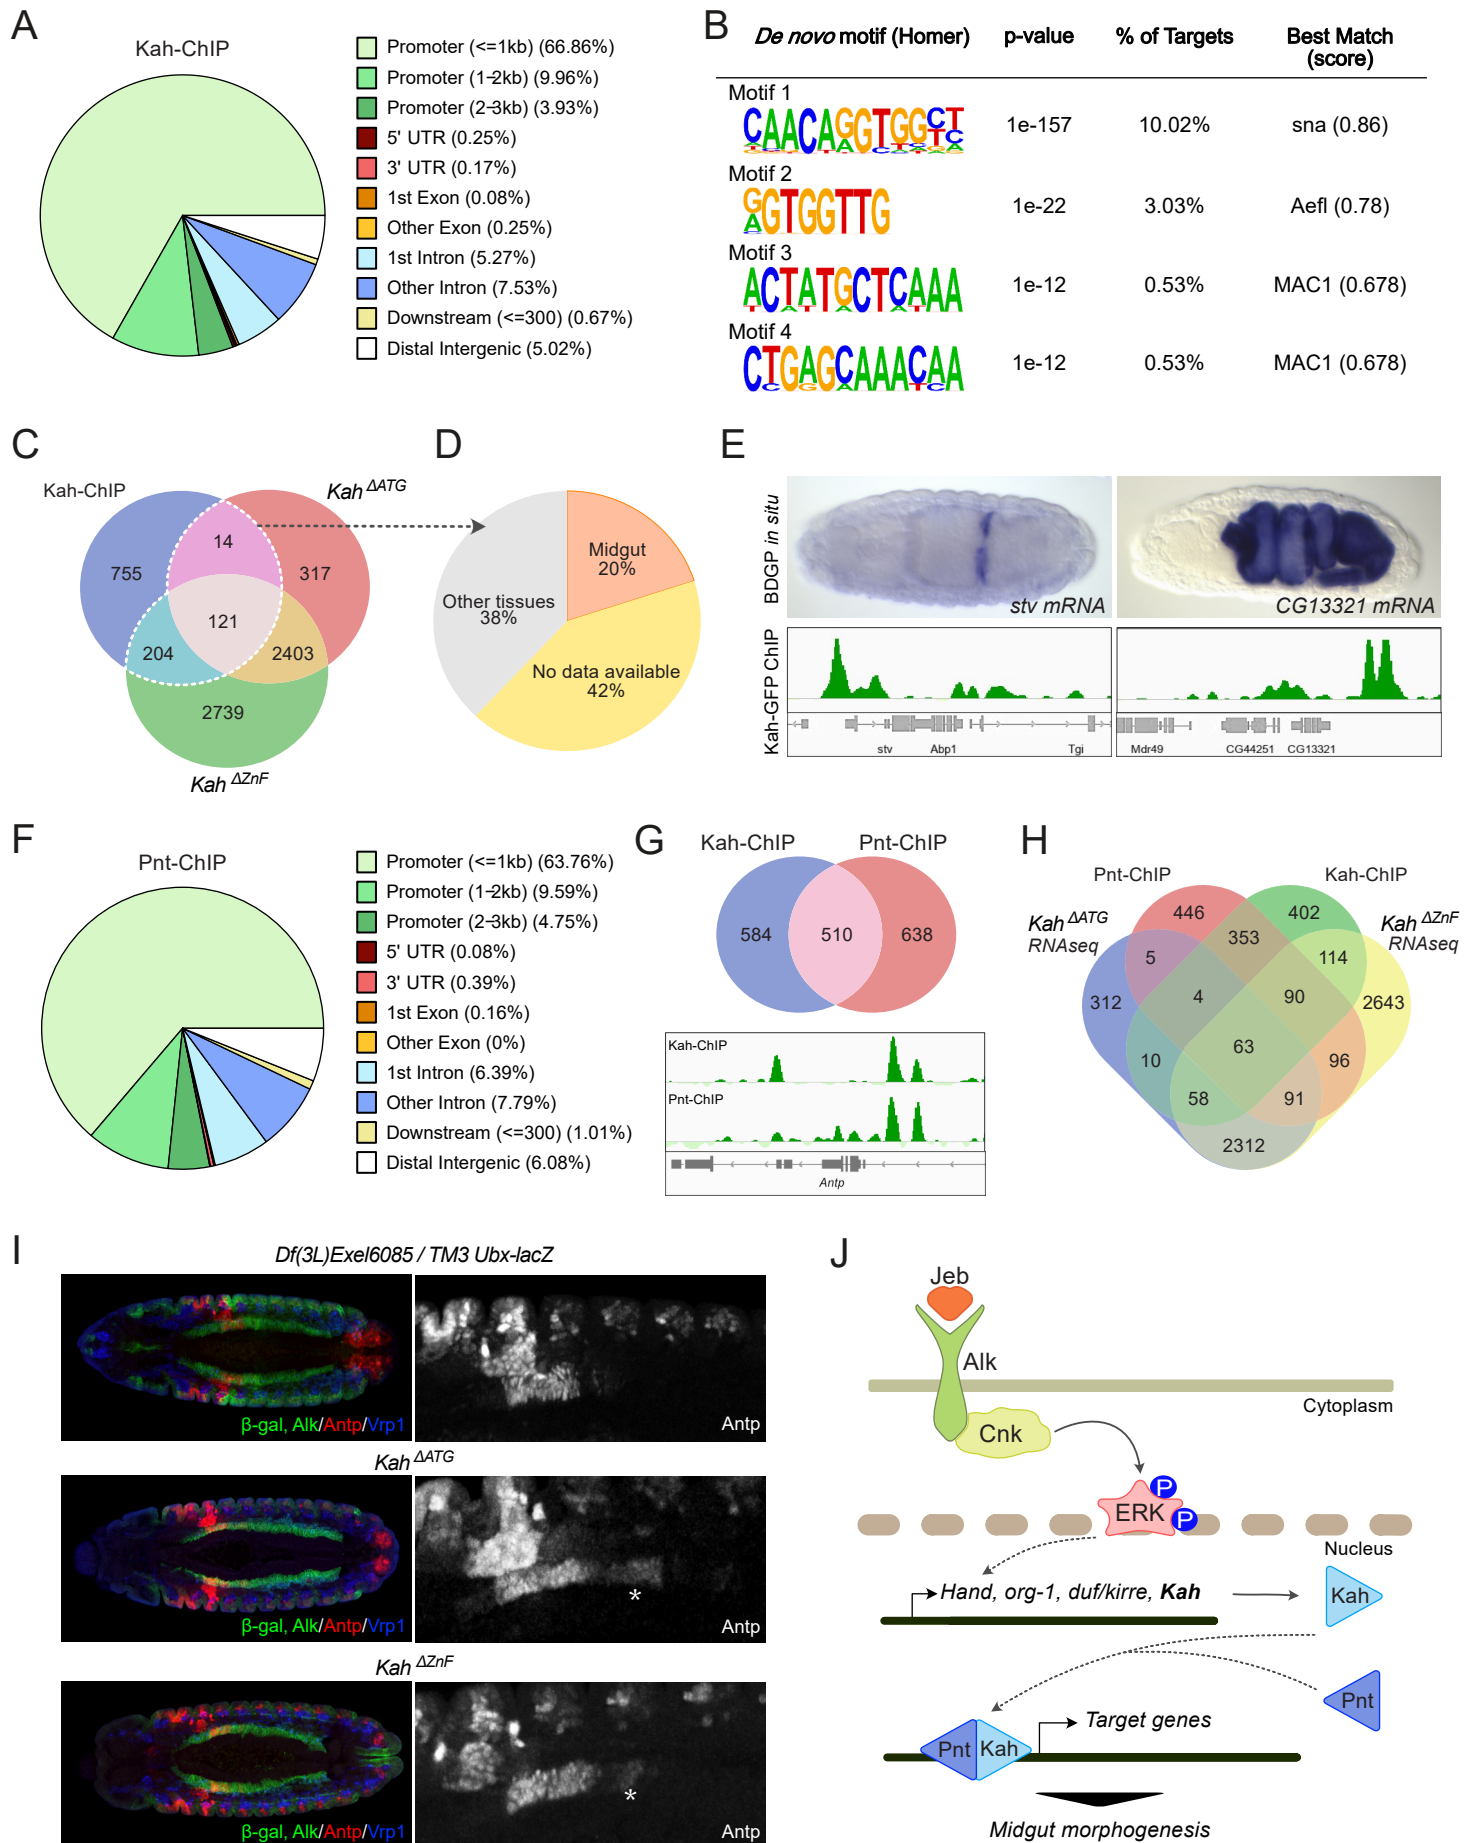 A
Kah-ChIP
Promoter (<=1kb) (66.86%)
Promoter (1-2kb) (9.96%)
Promoter (2-3kb) (3.93%)
5' UTR (0.25%)
3' UTR (0.17%)
1st Exon (0.08%)
Other Exon (0.25%)
1st Intron (5.27%)
Other Intron (7.53%)
Downstream (<=300) (0.67%)
Distal Intergenic (5.02%)
B
De novo motif (Homer) p-value % of Targets Best Match
(score)
Motif 1
CAACAGGTGGCT 1e-157 10.02% sna (0.86)
Motif 2
GGTGGTTG 1e-22 3.03% Aefl (0.78)
Motif 3
ACTATGCTCAAA 1e-12 0.53% MAC1 (0.678)
Motif 4
CTGAGCAAACAA 1e-12 0.53% MAC1 (0.678)
C
Kah-ChIP
Kah ΔATG
14
755
317
121
204
2403
2739
Kah ΔZnF
D
Midgut
20%
Other tissues
38%
No data available
42%
E
BDGP in situ
stv mRNA
CG13321 mRNA
Kah-GFP ChIP
stv Abp1 Tgi
Mdr49 CG44251 CG13321
F
Pnt-ChIP
Promoter (<=1kb) (63.76%)
Promoter (1-2kb) (9.59%)
Promoter (2-3kb) (4.75%)
5' UTR (0.08%)
3' UTR (0.39%)
1st Exon (0.16%)
Other Exon (0%)
1st Intron (6.39%)
Other Intron (7.79%)
Downstream (<=300) (1.01%)
Distal Intergenic (6.08%)
G
Kah-ChIP Pnt-ChIP
584 510 638
Kah-ChIP
Pnt-ChIP
Antp
H
Pnt-ChIP Kah-ChIP
Kah ΔATG
RNAseq
Kah ΔZnF
RNAseq
446 402
353
5 114
312 4 90 2643
63
10 96
58 91
2312
I
Df(3L)Exel6085 / TM3 Ubx-lacZ
β-gal, Alk/Antp/Vrp1
Antp
Kah ΔATG
*
β-gal, Alk/Antp/Vrp1
Antp
Kah ΔZnF
*
β-gal, Alk/Antp/Vrp1
Antp
J
Jeb
Alk
Cytoplasm
Cnk
P
ERK
P
Nucleus
Hand, org-1, duf/kirre, Kah
Kah
Pnt
Target genes
Pnt Kah
Midgut morphogenesis